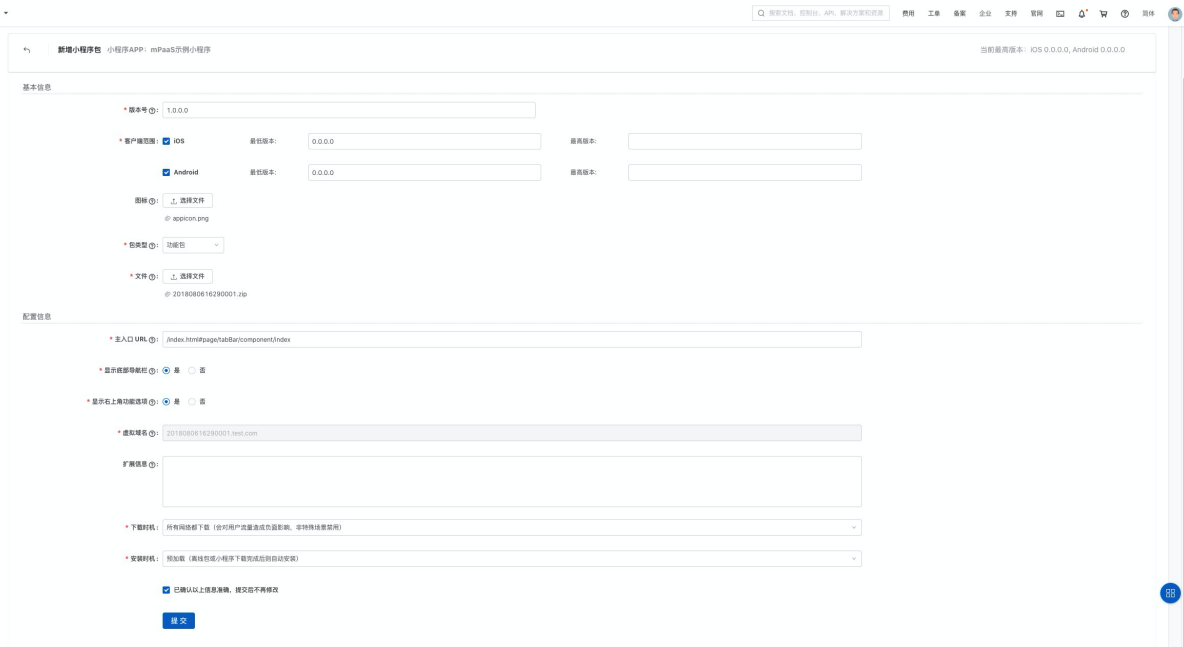 搜索文档、控制台、API、解决方案和资源 费用 工单 备案 企业 支持 官网 简体
新增小程序包 小程序APP：mPaaS示例小程序 当前最高版本：iOS 0.0.0.0, Android 0.0.0.0
基本信息
* 版本号: 1.0.0.0
* 客户端范围: iOS 最低版本: 0.0.0.0 最高版本:
Android 最低版本: 0.0.0.0 最高版本:
图标: 选择文件
appicon.png
* 包类型: 功能包
* 文件: 选择文件
2018080616290001.zip
配置信息
* 主入口 URL: /index.html#page/tabBar/component/index
* 显示底部导航栏: 是 否
* 显示右上角功能选项: 是 否
* 虚拟域名: 2018080616290001.test.com
扩展信息:
* 下载时机: 所有网络都下载（会对用户流量造成负面影响，非特殊场景禁用）
* 安装时机: 预加载（离线包或小程序下载完成后则自动安装）
已确认以上信息准确，提交后不再修改
提 交